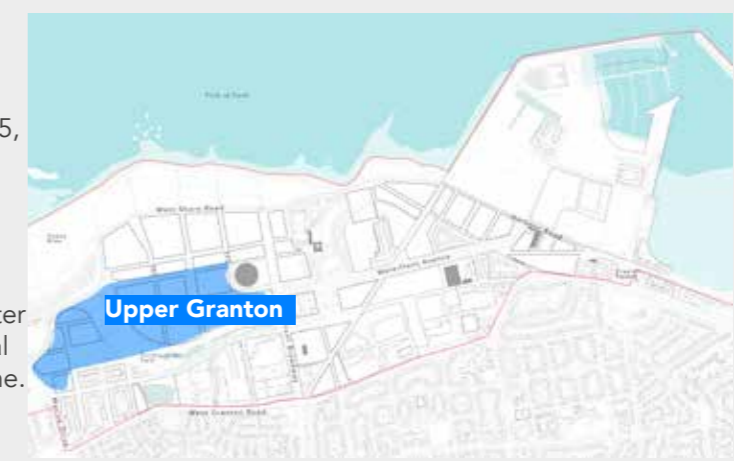 5,
Firth of Forth
West Shore Road
Waterfront Avenue
Upper Granton
ter
al
ne.
West Granton Road